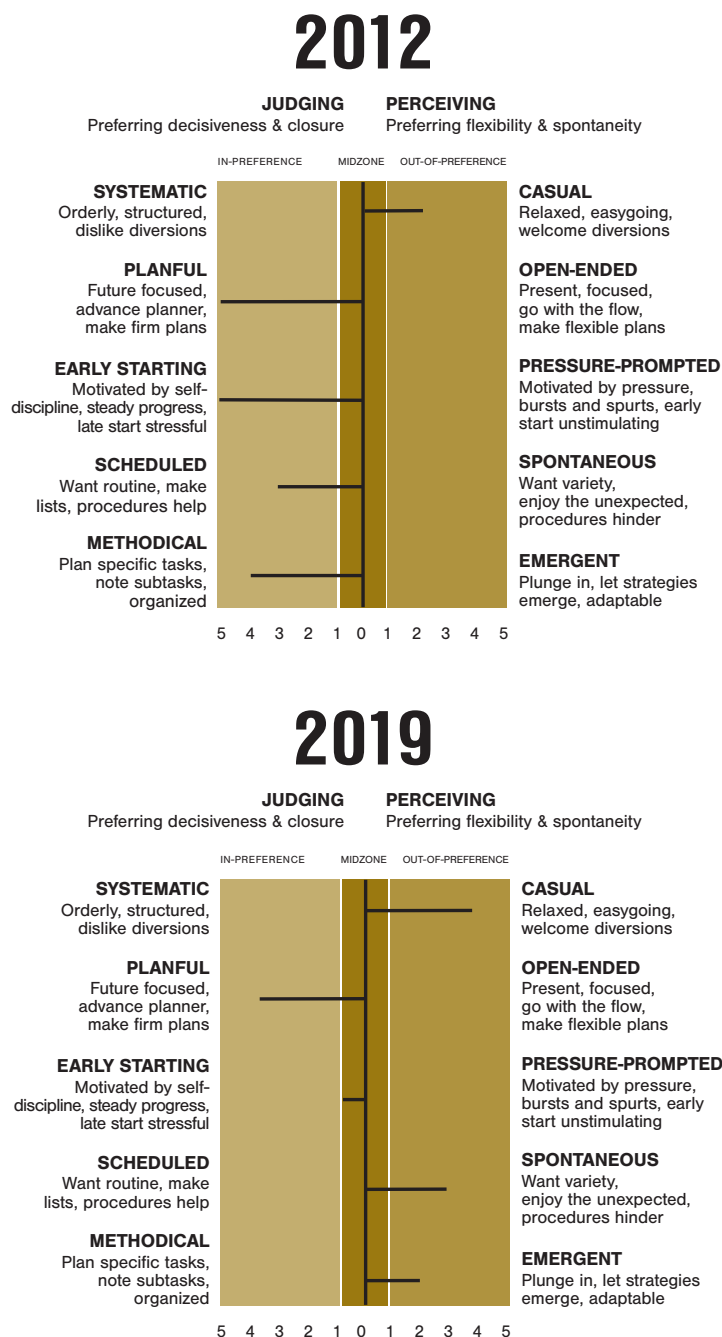 2012
JUDGING PERCEIVING
Preferring decisiveness & closure Preferring flexibility & spontaneity
IN-PREFERENCE MIDZONE OUT-OF-PREFERENCE
SYSTEMATIC
Orderly, structured,
dislike diversions
CASUAL
Relaxed, easygoing,
welcome diversions
PLANFUL
Future focused,
advance planner,
make firm plans
OPEN-ENDED
Present, focused,
go with the flow,
make flexible plans
EARLY STARTING
Motivated by self-
discipline, steady progress,
late start stressful
PRESSURE-PROMPTED
Motivated by pressure,
bursts and spurts, early
start unstimulating
SCHEDULED
Want routine, make
lists, procedures help
SPONTANEOUS
Want variety,
enjoy the unexpected,
procedures hinder
METHODICAL
Plan specific tasks,
note subtasks,
organized
EMERGENT
Plunge in, let strategies
emerge, adaptable
5 4 3 2 1 0 1 2 3 4 5
2019
JUDGING PERCEIVING
Preferring decisiveness & closure Preferring flexibility & spontaneity
IN-PREFERENCE MIDZONE OUT-OF-PREFERENCE
SYSTEMATIC
Orderly, structured,
dislike diversions
CASUAL
Relaxed, easygoing,
welcome diversions
PLANFUL
Future focused,
advance planner,
make firm plans
OPEN-ENDED
Present, focused,
go with the flow,
make flexible plans
EARLY STARTING
Motivated by self-
discipline, steady progress,
late start stressful
PRESSURE-PROMPTED
Motivated by pressure,
bursts and spurts, early
start unstimulating
SCHEDULED
Want routine, make
lists, procedures help
SPONTANEOUS
Want variety,
enjoy the unexpected,
procedures hinder
METHODICAL
Plan specific tasks,
note subtasks,
organized
EMERGENT
Plunge in, let strategies
emerge, adaptable
5 4 3 2 1 0 1 2 3 4 5